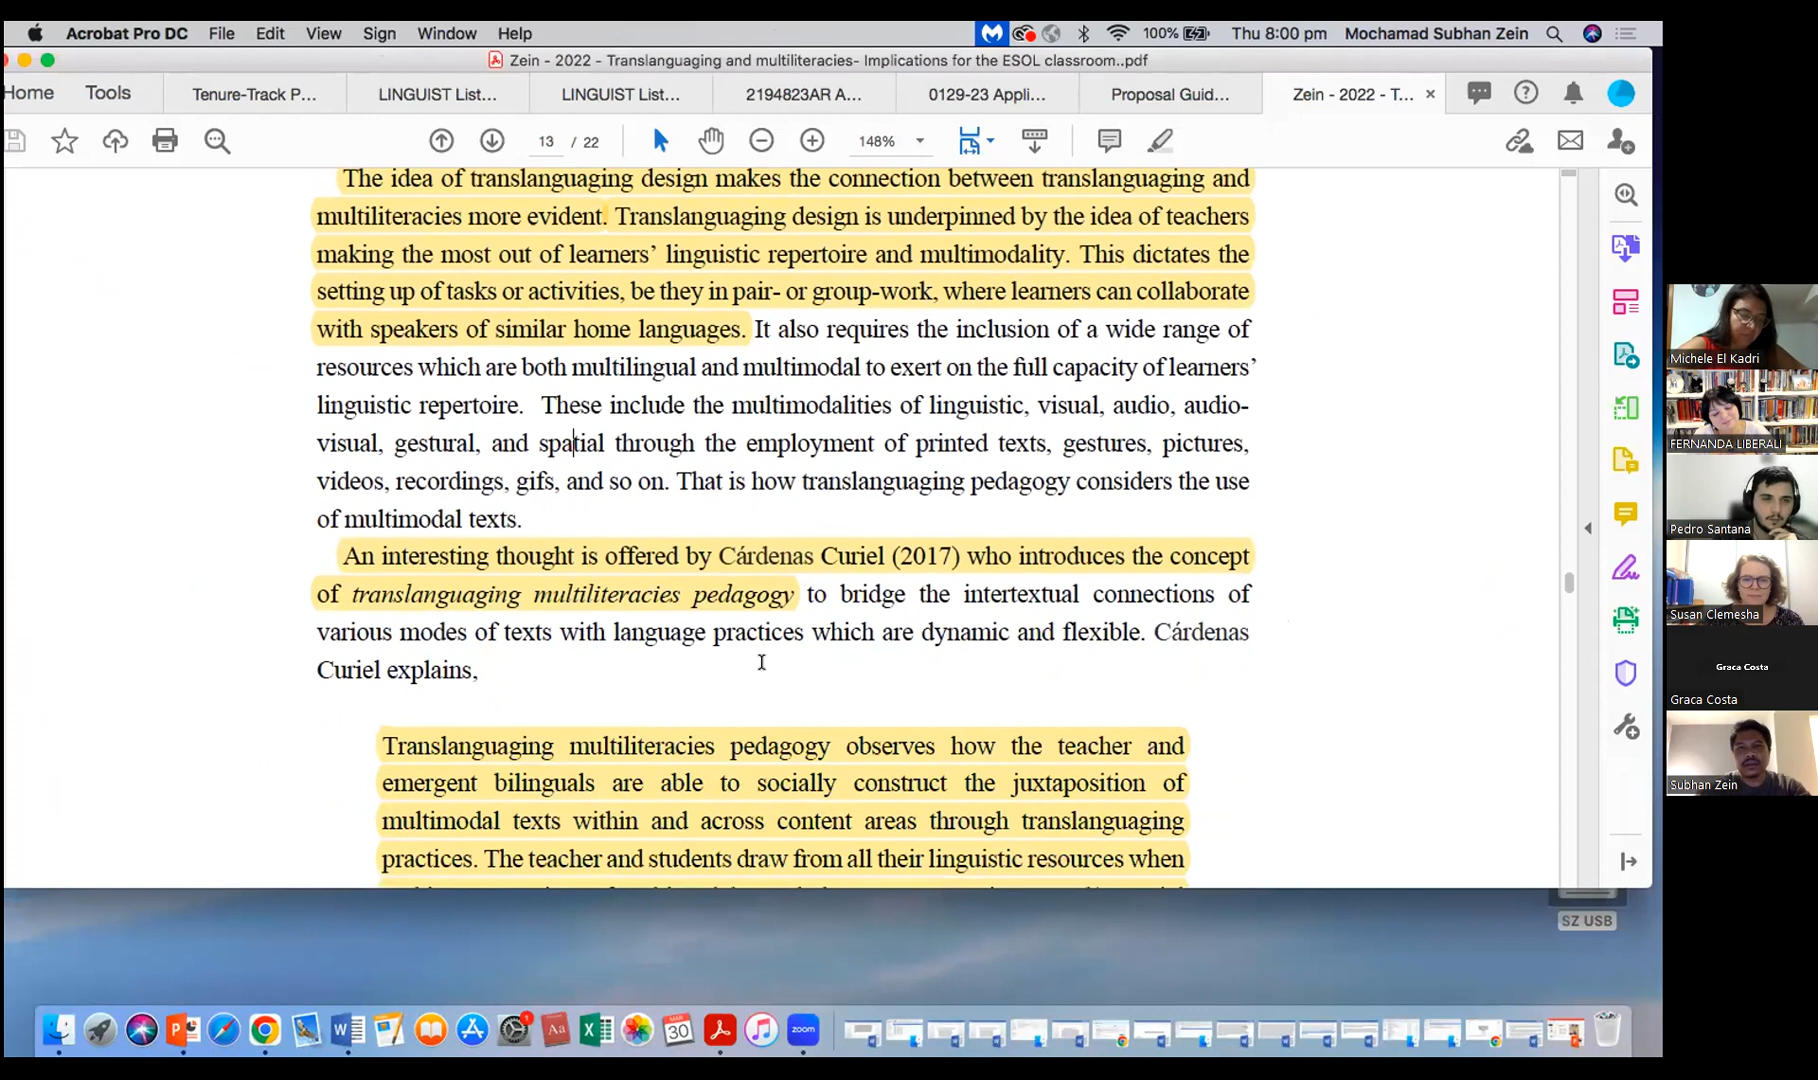 Acrobat Pro DC File Edit View Sign Window Help 100% Thu 8:00 pm Mochamad Subhan Zein
Zein - 2022 - Translanguaging and multiliteracies- Implications for the ESOL classroom..pdf
Home Tools Tenure-Track P... LINGUIST List... LINGUIST List... 2194823AR A... 0129-23 Appli... Proposal Guid... Zein - 2022 - T... ×
13 / 22 148%
The idea of translanguaging design makes the connection between translanguaging and
multiliteracies more evident. Translanguaging design is underpinned by the idea of teachers
making the most out of learners’ linguistic repertoire and multimodality. This dictates the
setting up of tasks or activities, be they in pair- or group-work, where learners can collaborate
with speakers of similar home languages. It also requires the inclusion of a wide range of
resources which are both multilingual and multimodal to exert on the full capacity of learners’
linguistic repertoire. These include the multimodalities of linguistic, visual, audio, audio-
visual, gestural, and spatial through the employment of printed texts, gestures, pictures,
videos, recordings, gifs, and so on. That is how translanguaging pedagogy considers the use
of multimodal texts.
An interesting thought is offered by Cárdenas Curiel (2017) who introduces the concept
of translanguaging multiliteracies pedagogy to bridge the intertextual connections of
various modes of texts with language practices which are dynamic and flexible. Cárdenas
Curiel explains,
Translanguaging multiliteracies pedagogy observes how the teacher and
emergent bilinguals are able to socially construct the juxtaposition of
multimodal texts within and across content areas through translanguaging
practices. The teacher and students draw from all their linguistic resources when
Michele El Kadri
FERNANDA LIBERALI
Pedro Santana
Susan Clemesha
Graca Costa
Graca Costa
Subhan Zein
SZ USB
Aa
MAR
30
zoom
1